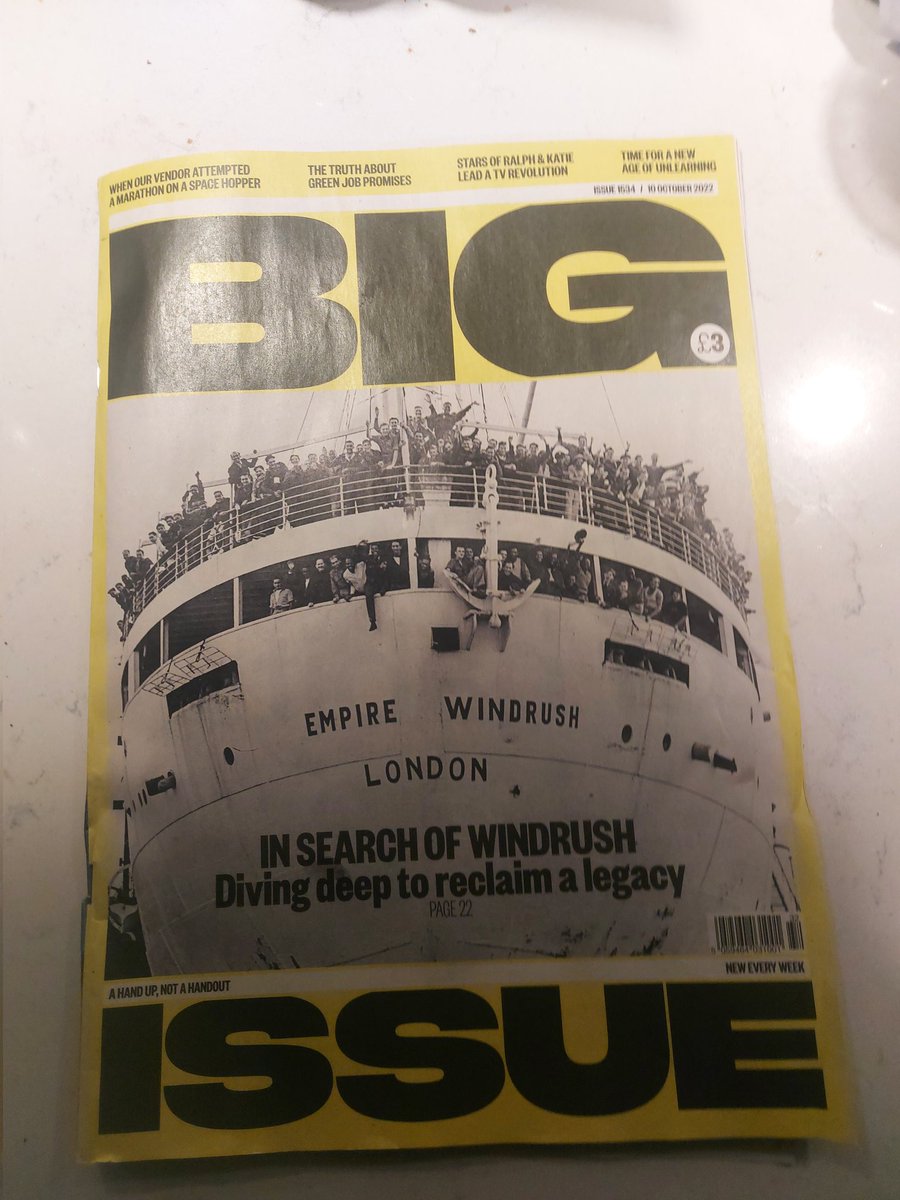 WHEN OUR VENDOR ATTEMPTED
A MARATHON ON A SPACE HOPPER
THE TRUTH ABOUT
GREEN JOB PROMISES
STARS OF RALPH & KATIE
LEAD A TV REVOLUTION
TIME FOR A NEW
AGE OF UNLEARNING
ISSUE 1534 / 10 OCTOBER 2022
BIG
£3
EMPIRE WINDRUSH
LONDON
IN SEARCH OF WINDRUSH
Diving deep to reclaim a legacy
PAGE 22
NEW EVERY WEEK
A HAND UP, NOT A HANDOUT
ISSUE